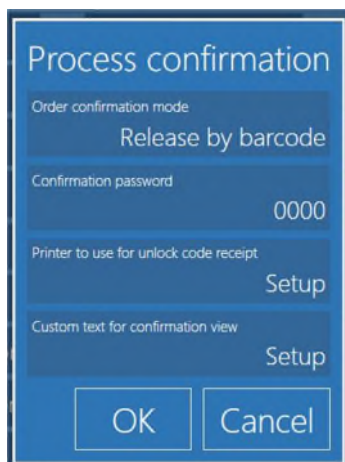 Process confirmation
Order confirmation mode
Release by barcode
Confirmation password
0000
Printer to use for unlock code receipt
Setup
Custom text for confirmation view
Setup
OK
Cancel